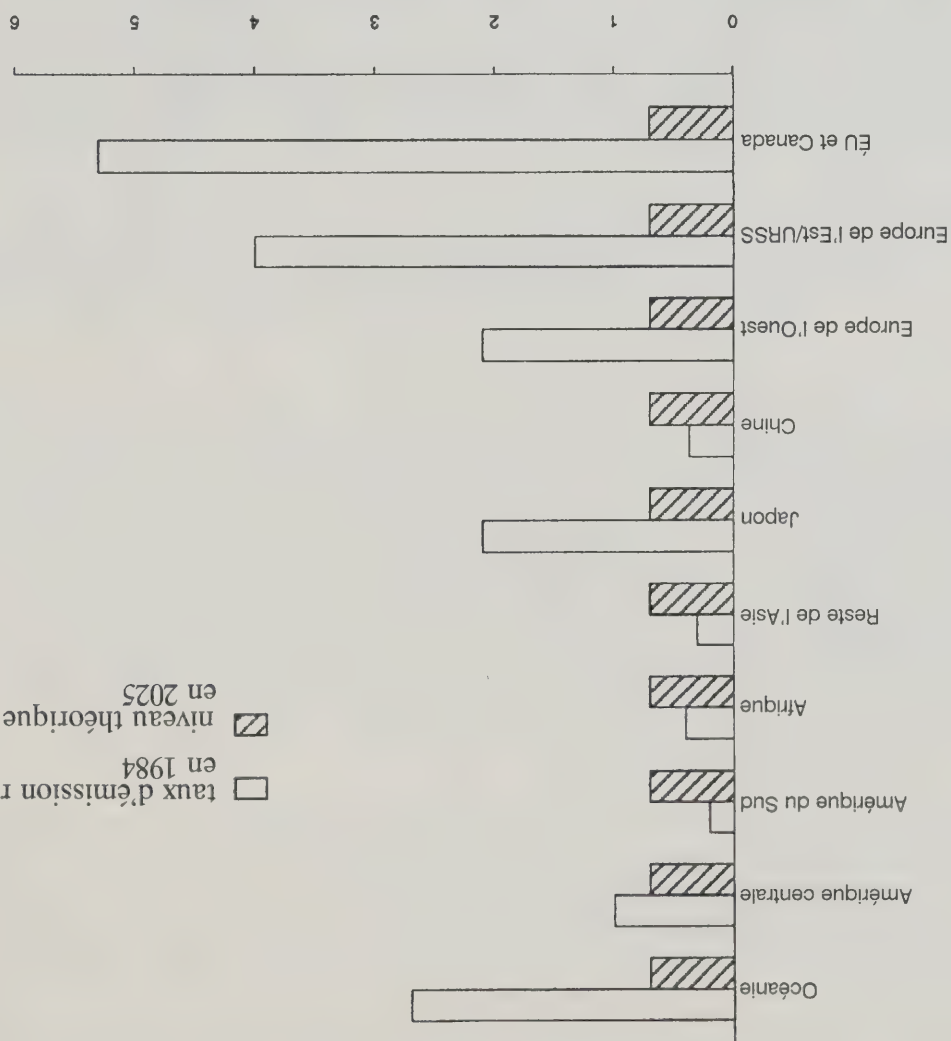 Océanie
Amérique centrale
Amérique du Sud
Afrique
Reste de l'Asie
Japon
Chine
Europe de l'Ouest
Europe de l'Est/URSS
ÉU et Canada
taux d'émission
en 1984
niveau théorique
en 2025
0 1 2 3 4 5 6